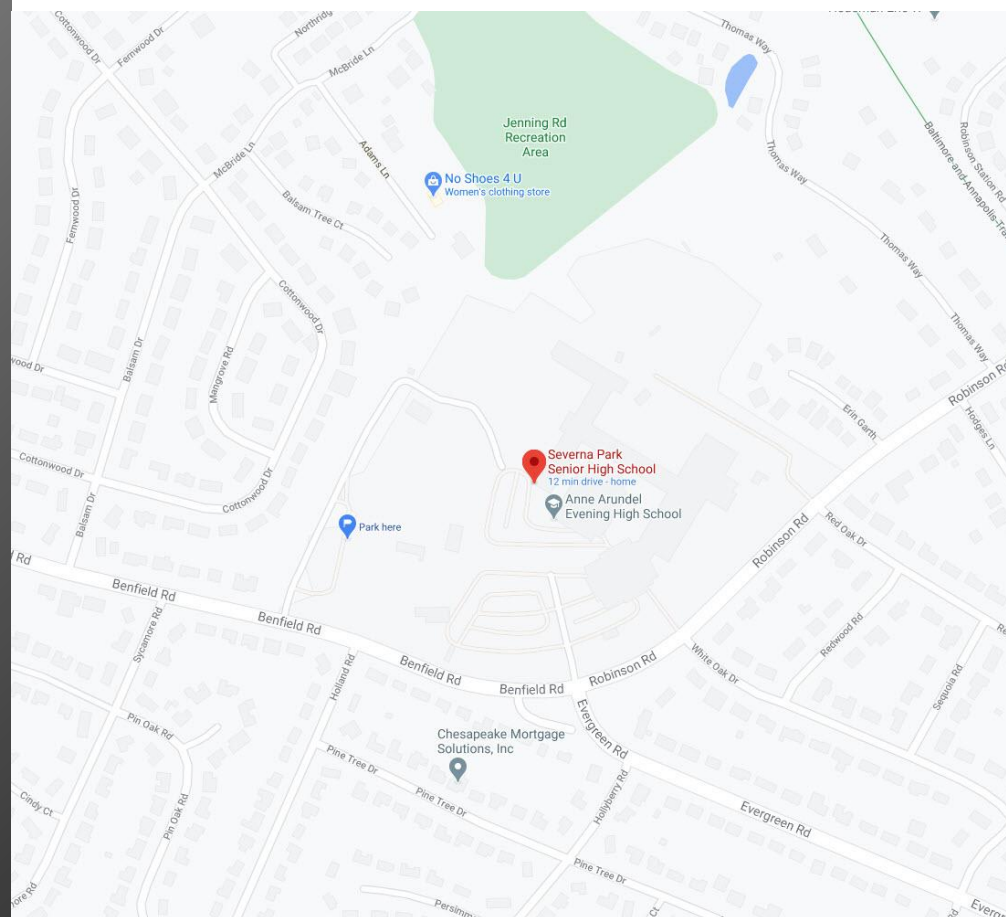 Cottonwood Dr
Fernwood Dr
McBride Ln
Thomas Way
Jenning Rd
Recreation
Area
Adams Ln
No Shoes 4 U
Women's clothing store
McBride Ln
Balsam Tree Ct
Fernwood Dr
Thomas Way
Robinson Station Rd
Thomas Way
Cottonwood Dr
Thomas Way
Balsam Dr
Mangrove Rd
Robinson Rd
Erin Garth
Hodges Ln
Severna Park
Senior High School
12 min drive - home
Anne Arundel
Evening High School
Cottonwood Dr
Cottonwood Dr
Balsam Dr
Park here
Robinson Rd
Red Oak Dr
Rd
Benfield Rd
Benfield Rd
Sycamore Rd
Redwood Rd
Holland Rd
Benfield Rd
Robinson Rd
White Oak Dr
Benfield Rd
Sequoia Rd
Evergreen Rd
Pin Oak Rd
Chesapeake Mortgage
Solutions, Inc
Pine Tree Dr
Pine Tree Dr
Hollyberry Rd
Cindy Ct
Pin Oak Rd
Evergreen Rd
Pine Tree Dr